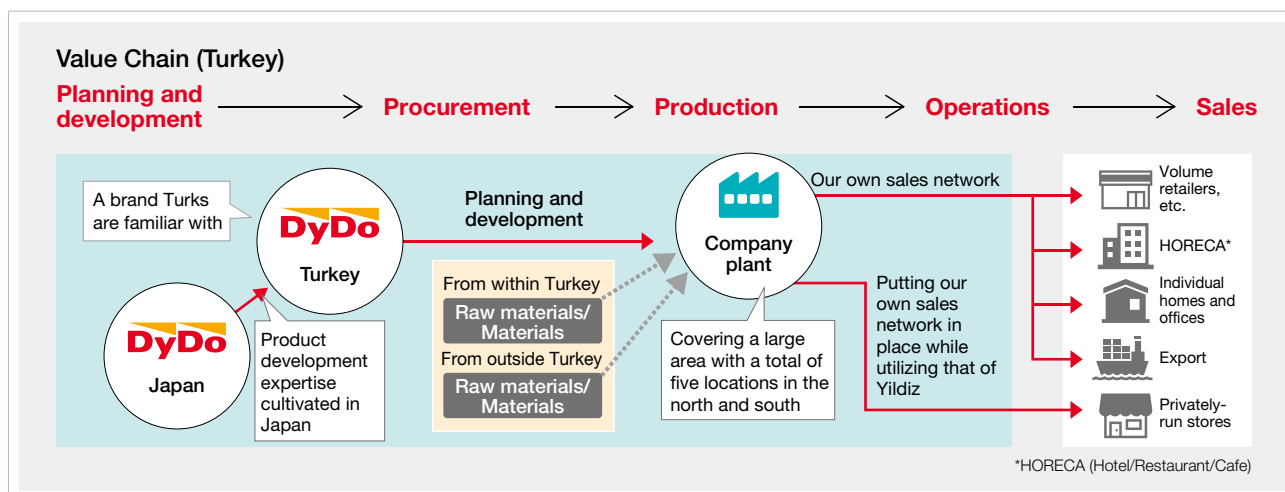 Value Chain (Turkey)
Planning and
development
Procurement
Production
Operations
Sales
A brand Turks
are familiar with
DyDo
Turkey
DyDo
Japan
Product
development
expertise
cultivated in
Japan
Planning and
development
From within Turkey
Raw materials/
Materials
From outside Turkey
Raw materials/
Materials
Company
plant
Covering a large
area with a total of
five locations in the
north and south
Our own sales network
Putting our
own sales
network in
place while
utilizing that of
Yildiz
Volume
retailers,
etc.
HORECA*
Individual
homes and
offices
Export
Privately-
run stores
*HORECA (Hotel/Restaurant/Cafe)